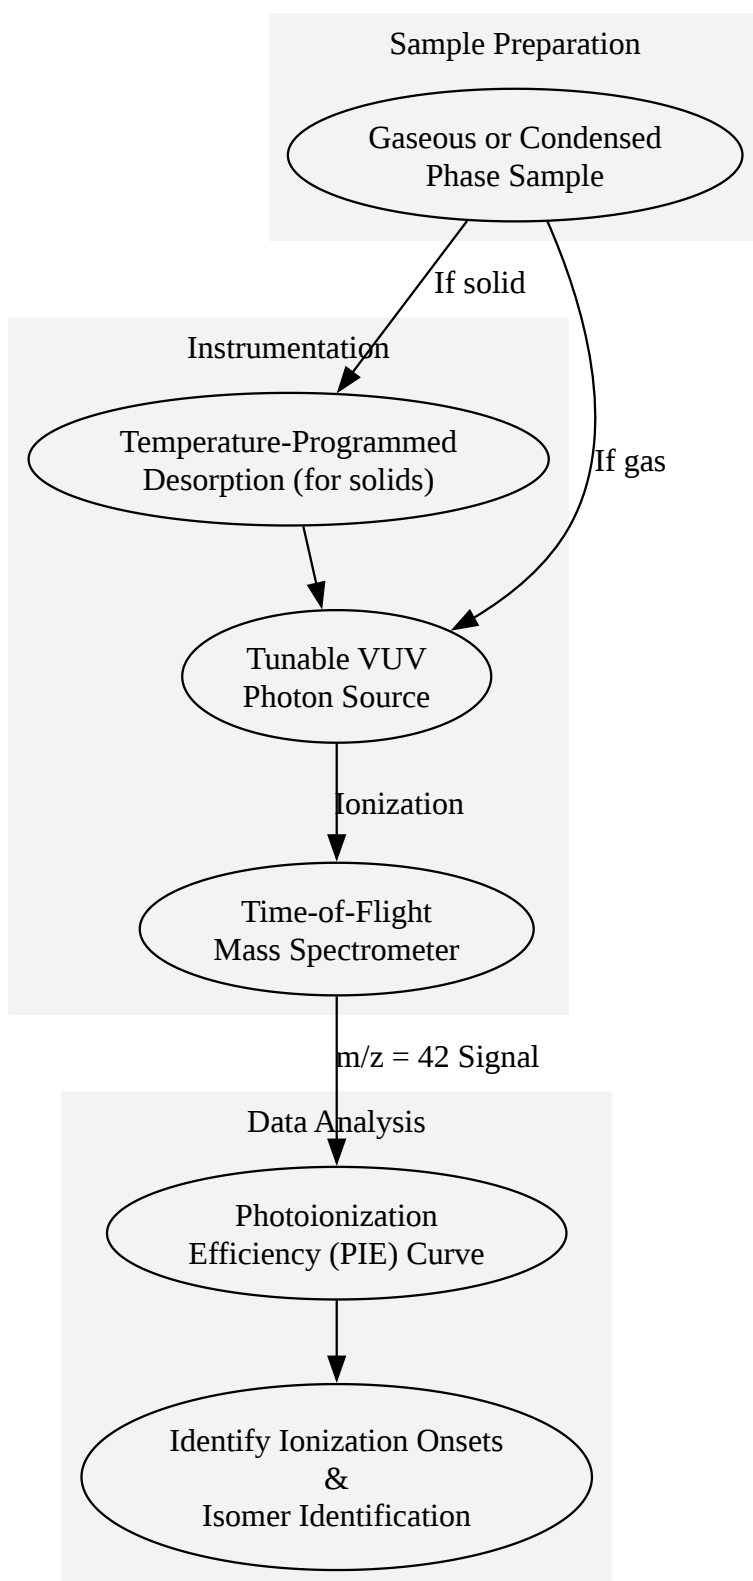 Sample Preparation
Gaseous or Condensed
Phase Sample
If solid
Instrumentation
Temperature-Programmed
Desorption (for solids)
If gas
Tunable VUV
Photon Source
Ionization
Time-of-Flight
Mass Spectrometer
m/z = 42 Signal
Data Analysis
Photoionization
Efficiency (PIE) Curve
Identify Ionization Onsets
&
Isomer Identification